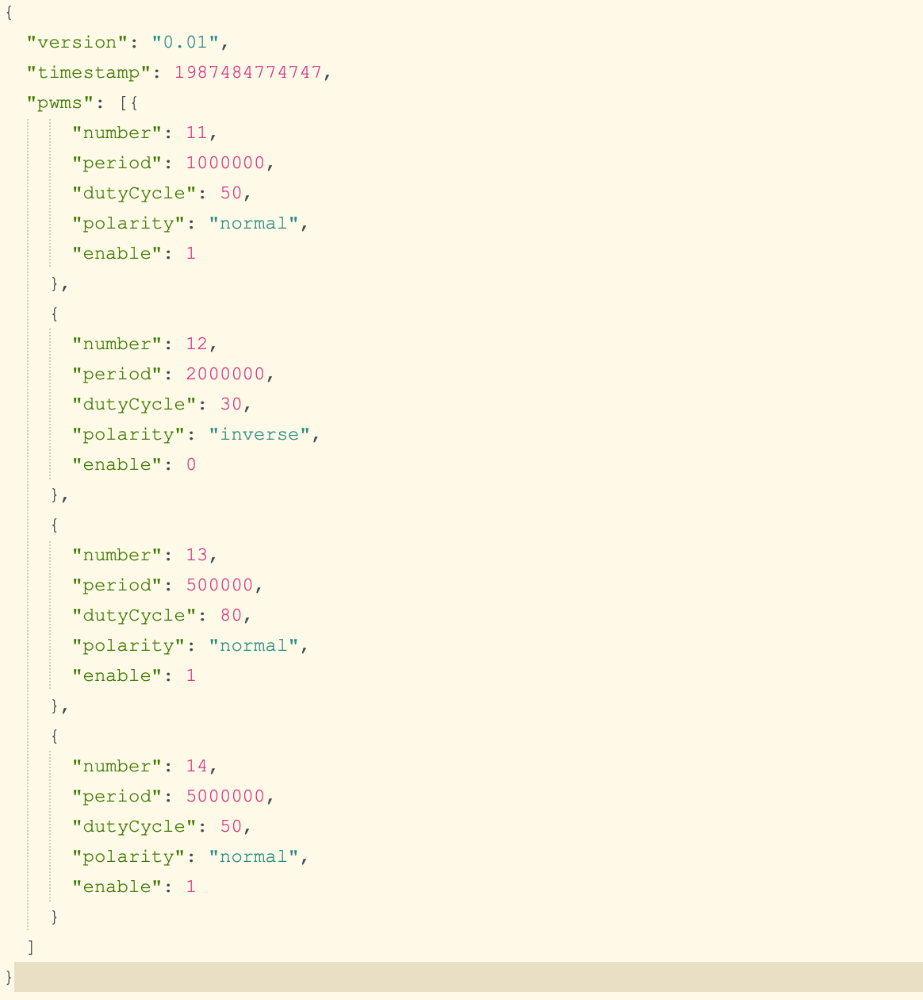 {
  "version": "0.01",
  "timestamp": 1987484774747,
  "pwms": [{
      "number": 11,
      "period": 1000000,
      "dutyCycle": 50,
      "polarity": "normal",
      "enable": 1
    },
    {
      "number": 12,
      "period": 2000000,
      "dutyCycle": 30,
      "polarity": "inverse",
      "enable": 0
    },
    {
      "number": 13,
      "period": 500000,
      "dutyCycle": 80,
      "polarity": "normal",
      "enable": 1
    },
    {
      "number": 14,
      "period": 5000000,
      "dutyCycle": 50,
      "polarity": "normal",
      "enable": 1
    }
  ]
}